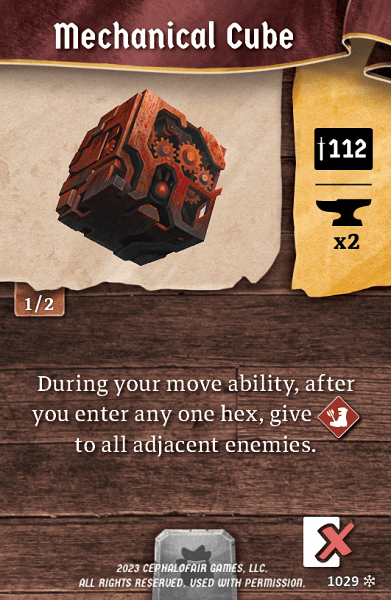 Mechanical Cube
112
x2
1/2
During your move ability, after
you enter any one hex, give
to all adjacent enemies.
2023 CEPHALOFAIR GAMES, LLC.
ALL RIGHTS RESERVED. USED WITH PERMISSION.
1029